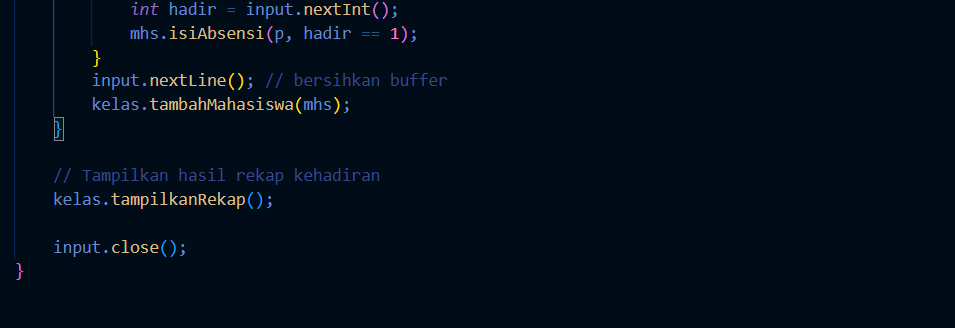 int hadir = input.nextInt();
mhs.isiAbsensi(p, hadir == 1);
}
input.nextLine(); // bersihkan buffer
kelas.tambahMahasiswa(mhs);
}
// Tampilkan hasil rekap kehadiran
kelas.tampilkanRekap();
input.close();
}